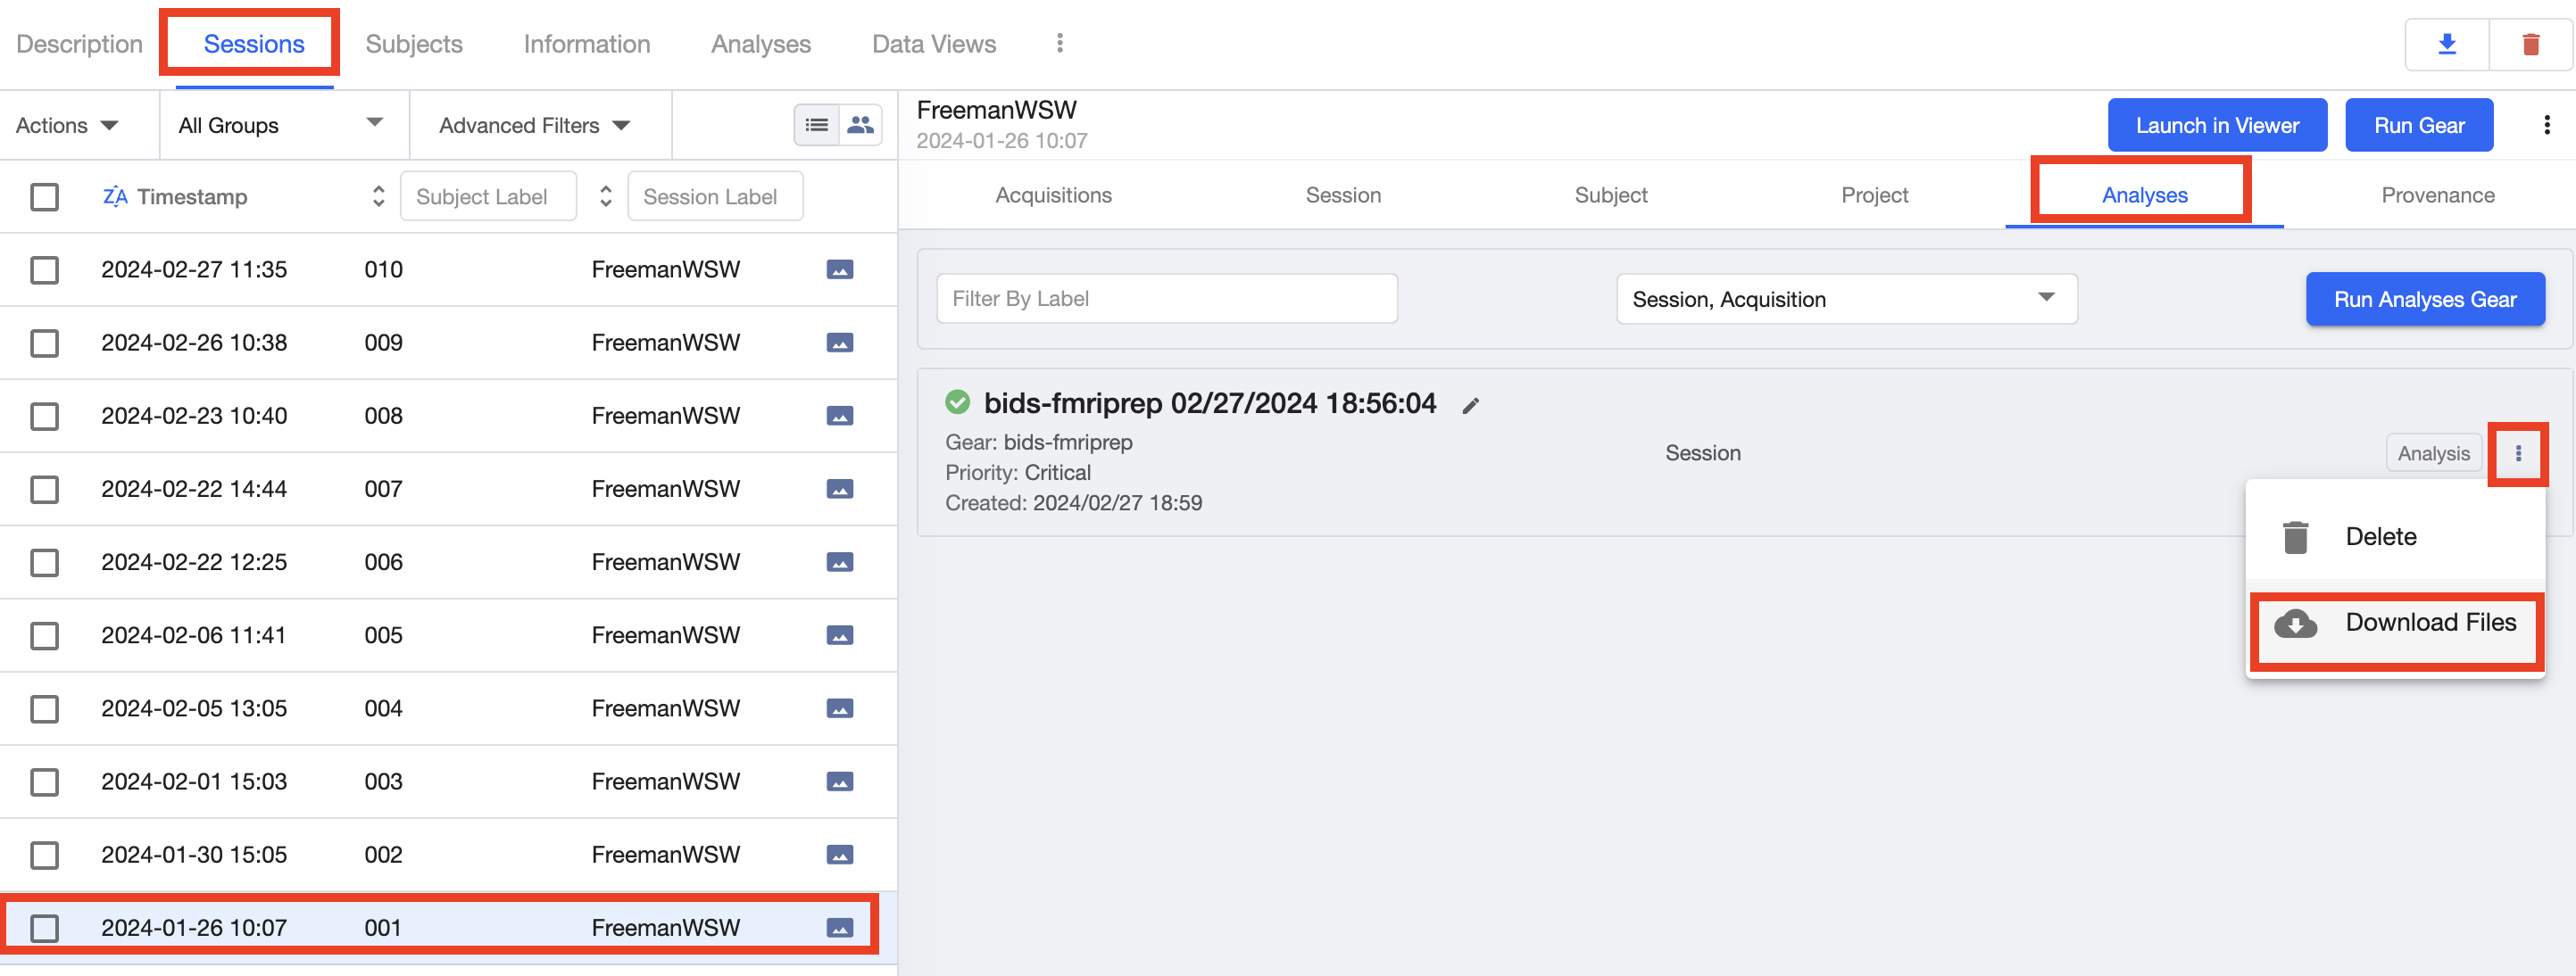 Description Sessions Subjects Information Analyses Data Views
Actions All Groups Advanced Filters
Timestamp Subject Label Session Label
2024-02-27 11:35 010 FreemanWSW
2024-02-26 10:38 009 FreemanWSW
2024-02-23 10:40 008 FreemanWSW
2024-02-22 14:44 007 FreemanWSW
2024-02-22 12:25 006 FreemanWSW
2024-02-06 11:41 005 FreemanWSW
2024-02-05 13:05 004 FreemanWSW
2024-02-01 15:03 003 FreemanWSW
2024-01-30 15:05 002 FreemanWSW
2024-01-26 10:07 001 FreemanWSW
FreemanWSW
2024-01-26 10:07
Launch in Viewer Run Gear
Acquisitions Session Subject Project Analyses Provenance
Filter By Label Session, Acquisition Run Analyses Gear
bids-fmriprep 02/27/2024 18:56:04
Gear: bids-fmriprep
Priority: Critical
Created: 2024/02/27 18:59
Session
Analysis
Delete
Download Files